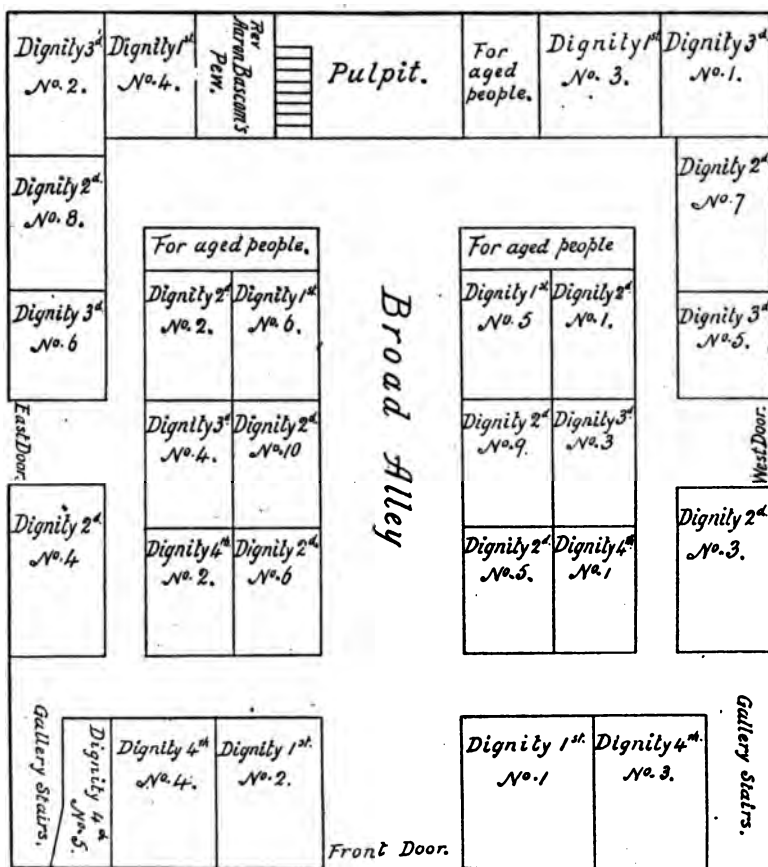 Dignity 3d.
No. 2.
Dignity 1st.
No. 4.
Rev
Aaron Bascom's
Pew.
Pulpit.
For
aged
people.
Dignity 1st.
No. 3.
Dignity 3d.
No. 1.
Dignity 2d.
No. 8.
Dignity 2d.
No. 7
For aged people.
For aged people
Dignity 3d.
No. 6
Dignity 2d.
No. 2.
Dignity 1st.
No. 6.
Broad Alley
Dignity 1st.
No. 5
Dignity 2d.
No. 1.
Dignity 3d.
No. 5.
East Door.
Dignity 3d.
No. 4.
Dignity 2d.
No. 10
Dignity 2d.
No. 9.
Dignity 3d.
No. 3
West Door.
Dignity 2d.
No. 4
Dignity 4th.
No. 2.
Dignity 2d.
No. 6
Dignity 2d.
No. 5.
Dignity 4th.
No. 1
Dignity 2d.
No. 3.
Gallery Stairs.
Dignity 4th
No. 5
Dignity 4th
No. 4.
Dignity 1st.
No. 2.
Front Door.
Dignity 1st.
No. 1
Dignity 4th.
No. 3.
Gallery Stairs.